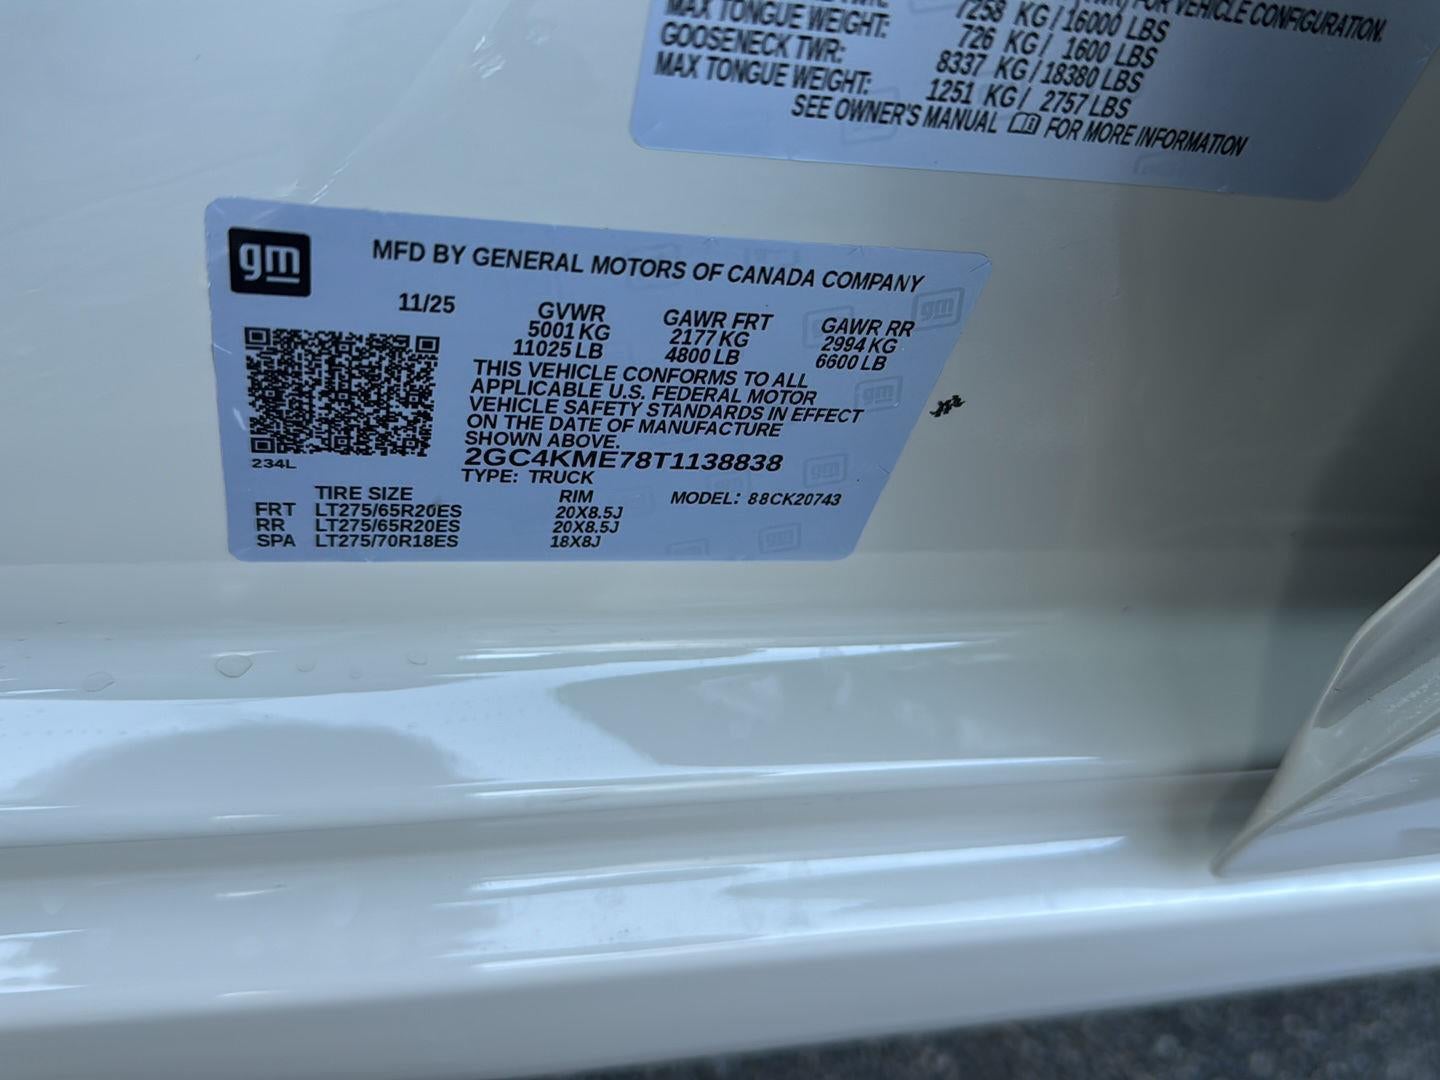 FOR VEHICLE CONFIGURATION.
7258 KG / 16000 LBS
MAX TONGUE WEIGHT: 726 KG / 1600 LBS
GOOSENECK TWR: 8337 KG / 18380 LBS
MAX TONGUE WEIGHT: 1251 KG / 2757 LBS
SEE OWNER'S MANUAL FOR MORE INFORMATION
gm
MFD BY GENERAL MOTORS OF CANADA COMPANY
11/25 GVWR GAWR FRT GAWR RR
5001 KG 2177 KG 2994 KG
11025 LB 4800 LB 6600 LB
THIS VEHICLE CONFORMS TO ALL
APPLICABLE U.S. FEDERAL MOTOR
VEHICLE SAFETY STANDARDS IN EFFECT
ON THE DATE OF MANUFACTURE
SHOWN ABOVE.
234L
2GC4KME78T1138838
TYPE: TRUCK
MODEL: 88CK20743
TIRE SIZE RIM
FRT LT275/65R20ES 20X8.5J
RR LT275/65R20ES 20X8.5J
SPA LT275/70R18ES 18X8J